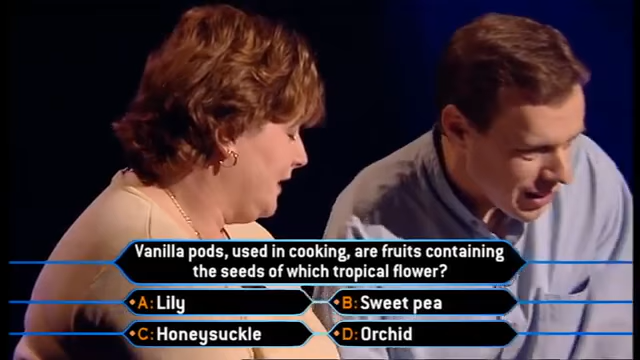 Vanilla pods, used in cooking, are fruits containing
the seeds of which tropical flower?
A: Lily
B: Sweet pea
C: Honeysuckle
D: Orchid